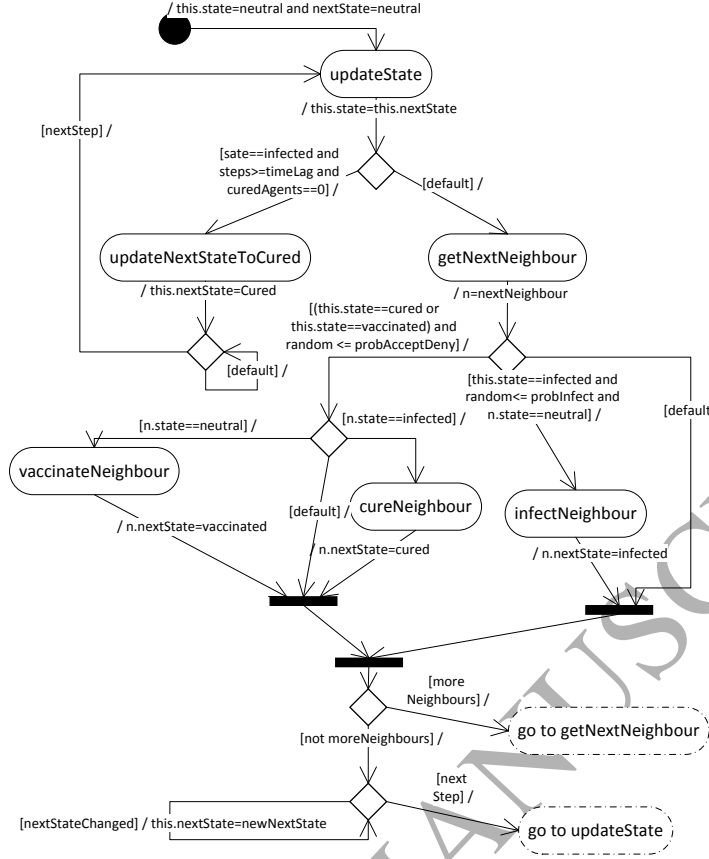 / this.state=neutral and nextState=neutral
updateState
/ this.state=this.nextState
[nextStep] /
[sate==infected and
steps>=timeLag and
curedAgents==0] /
[default] /
updateNextStateToCured
getNextNeighbour
/ this.nextState=Cured
/ n=nextNeighbour
[(this.state==cured or
this.state==vaccinated) and
random <= probAcceptDeny] /
[default] /
[this.state==infected and
random<= probInfect and
n.state==neutral] /
[default
[n.state==neutral] /
[n.state==infected] /
vaccinateNeighbour
cureNeighbour
infectNeighbour
[default] /
/ n.nextState=vaccinated
/ n.nextState=cured
/ n.nextState=infected
[more
Neighbours] /
go to getNextNeighbour
[not moreNeighbours] /
[next
Step] /
[nextStateChanged] / this.nextState=newNextState
go to updateState
MANUSC